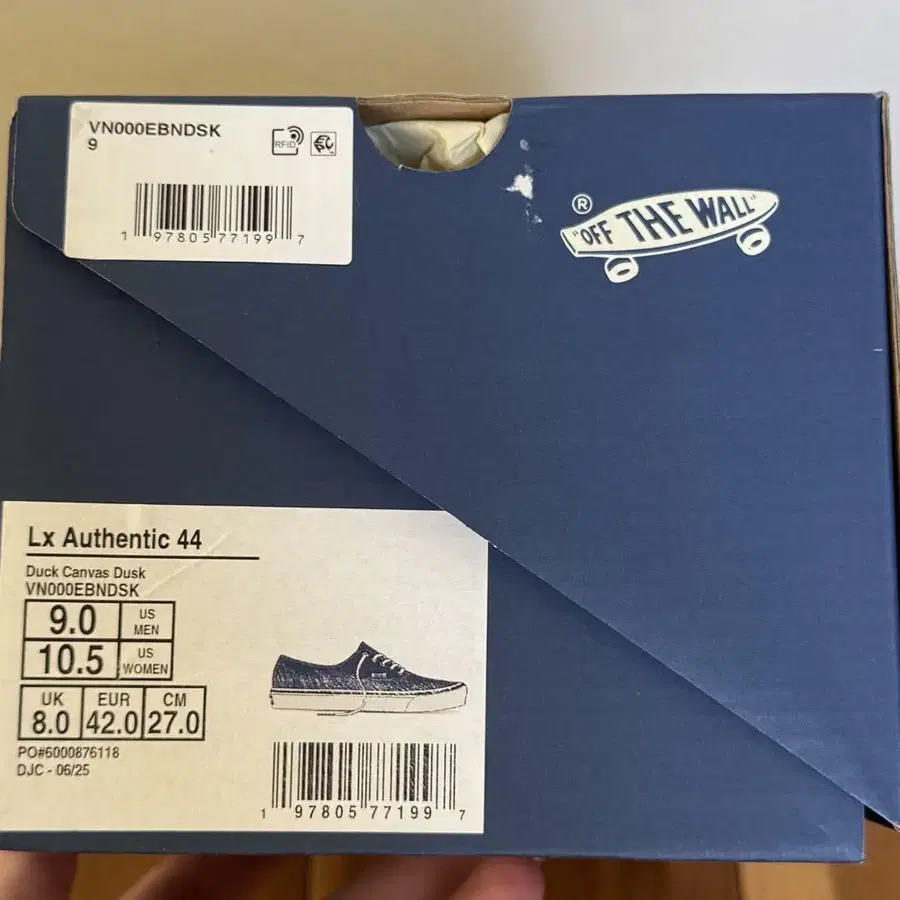 VN000EBNDSK
9
RFID
EPC
1 97805 77199 7
®
"OFF THE WALL"
Lx Authentic 44
Duck Canvas Dusk
VN000EBNDSK
9.0 US MEN
10.5 US WOMEN
UK EUR CM
8.0 42.0 27.0
PO#6000876118
DJC - 06/25
1 97805 77199 7